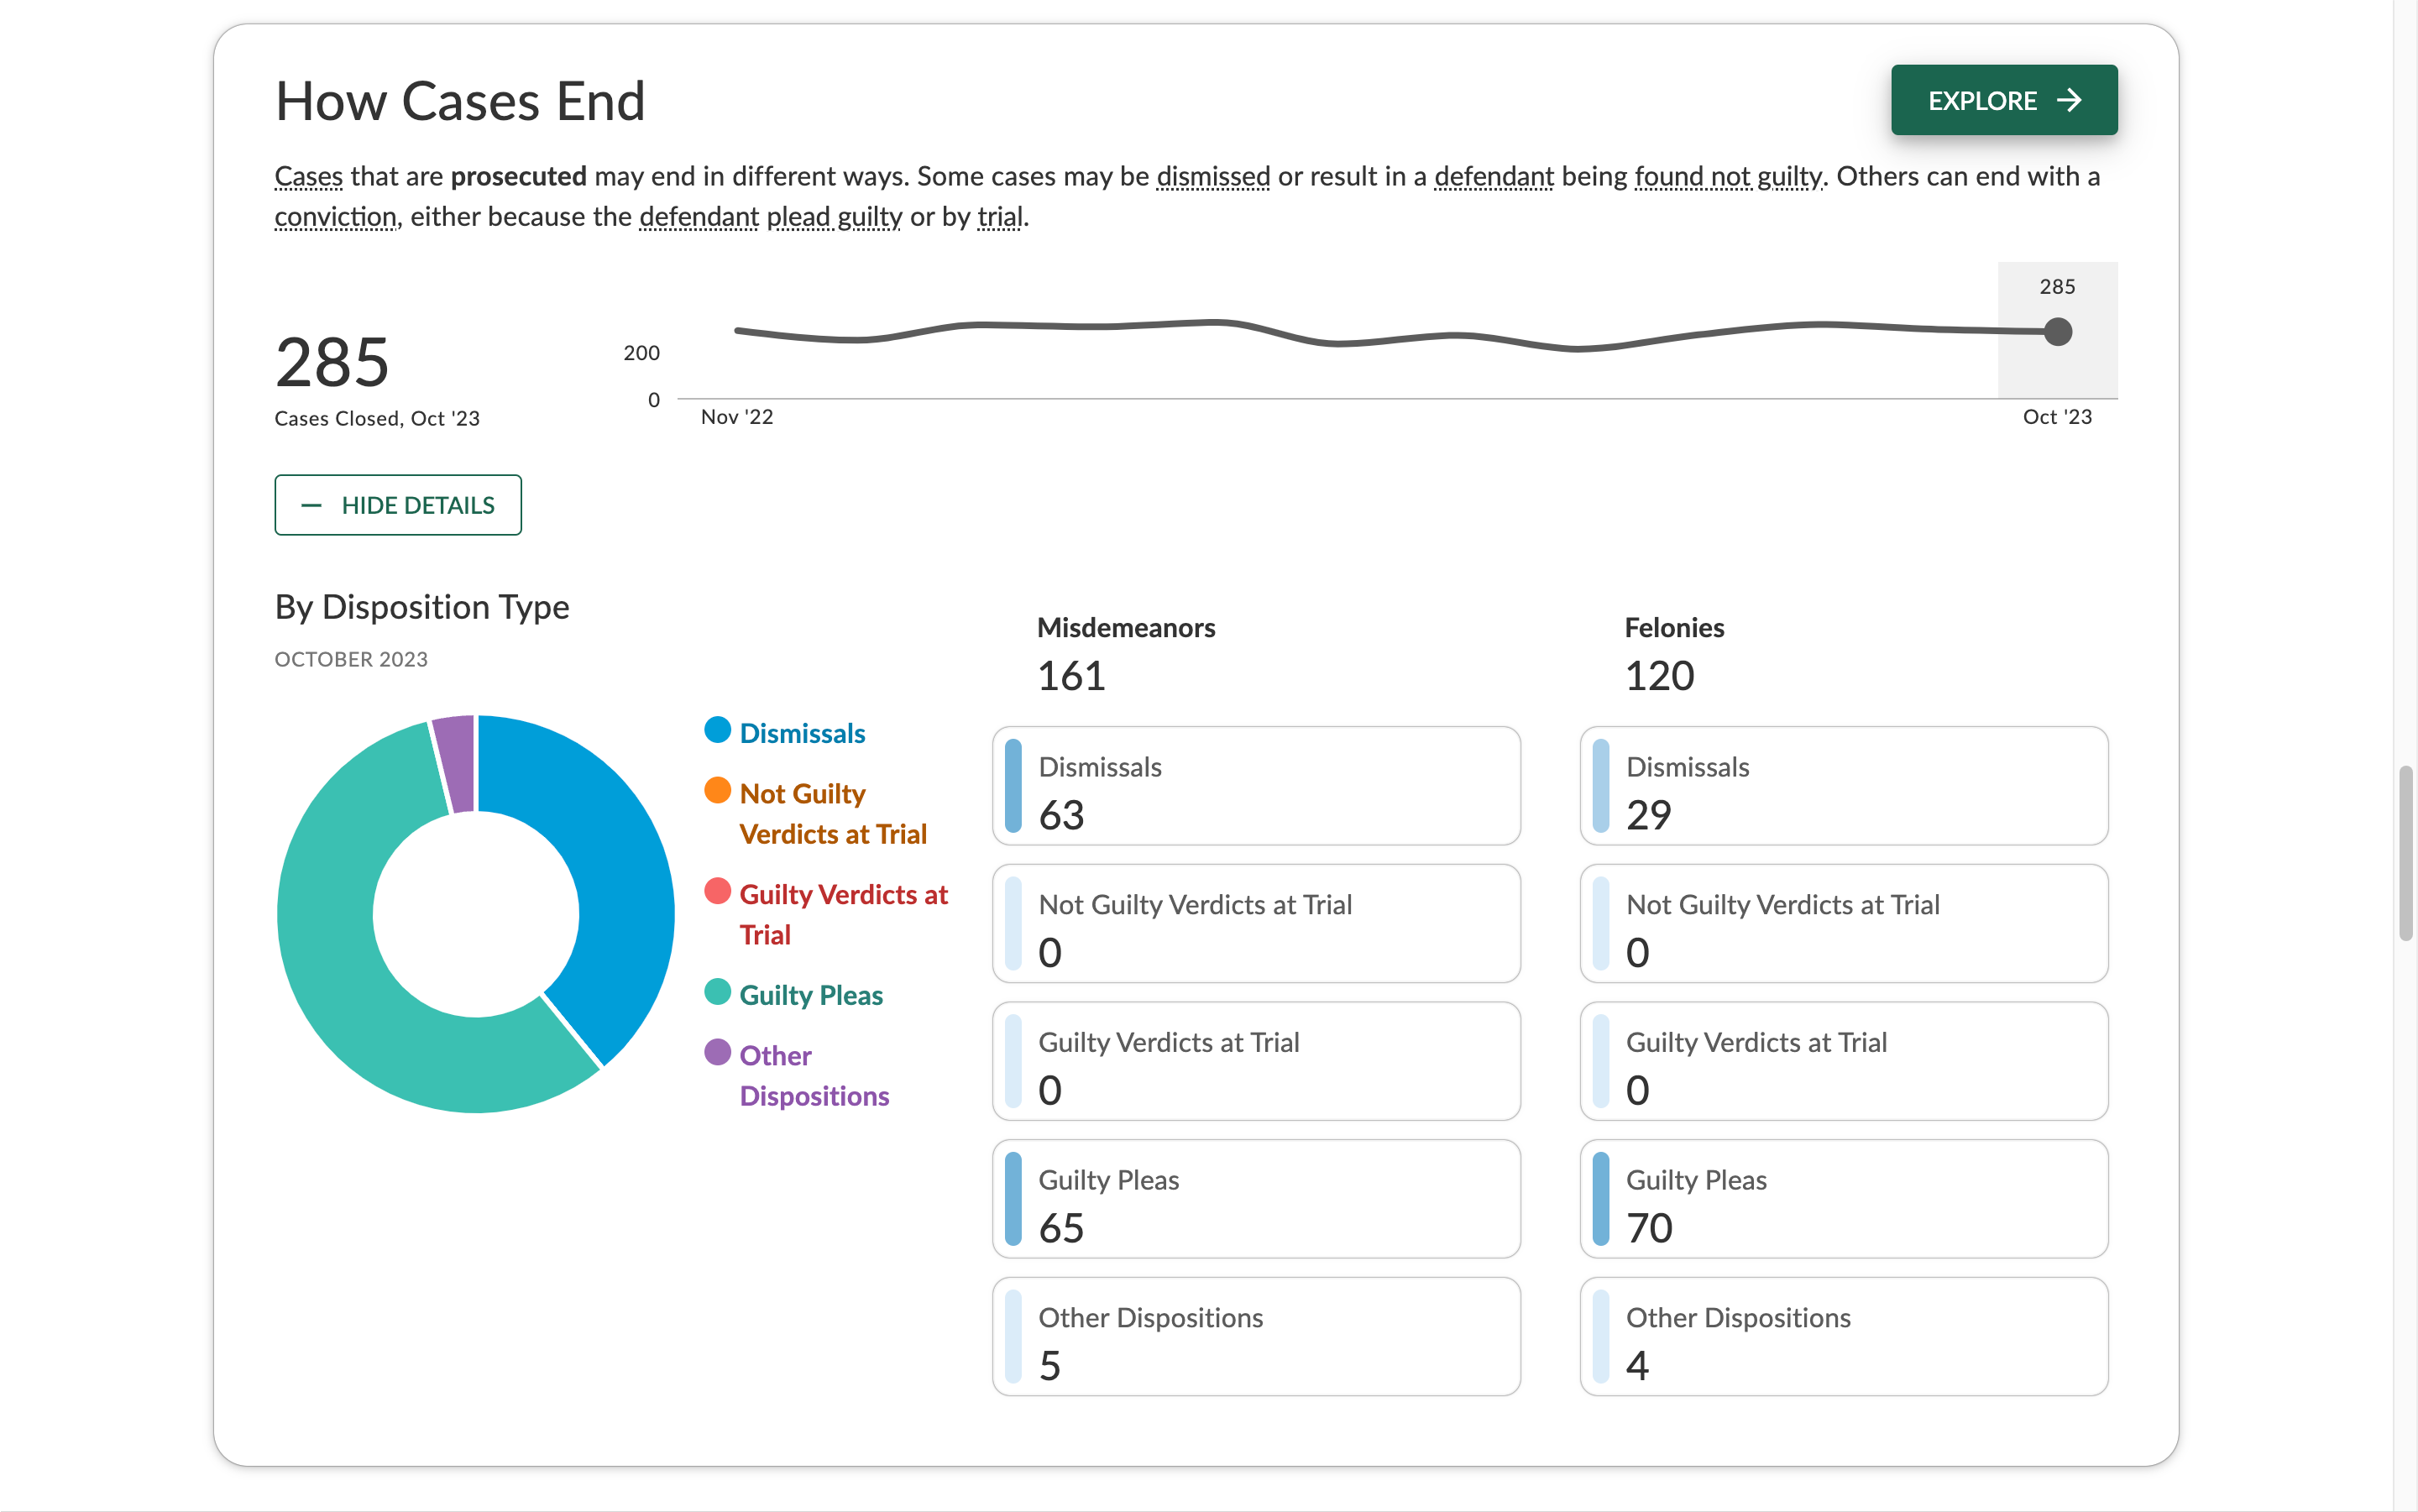 How Cases End
EXPLORE →
Cases that are prosecuted may end in different ways. Some cases may be dismissed or result in a defendant being found not guilty. Others can end with a
conviction, either because the defendant plead guilty or by trial.
285
Cases Closed, Oct '23
200
0
Nov '22
285
Oct '23
— HIDE DETAILS
By Disposition Type
OCTOBER 2023
Dismissals
Not Guilty
Verdicts at Trial
Guilty Verdicts at
Trial
Guilty Pleas
Other
Dispositions
Misdemeanors
161
Dismissals
63
Not Guilty Verdicts at Trial
0
Guilty Verdicts at Trial
0
Guilty Pleas
65
Other Dispositions
5
Felonies
120
Dismissals
29
Not Guilty Verdicts at Trial
0
Guilty Verdicts at Trial
0
Guilty Pleas
70
Other Dispositions
4